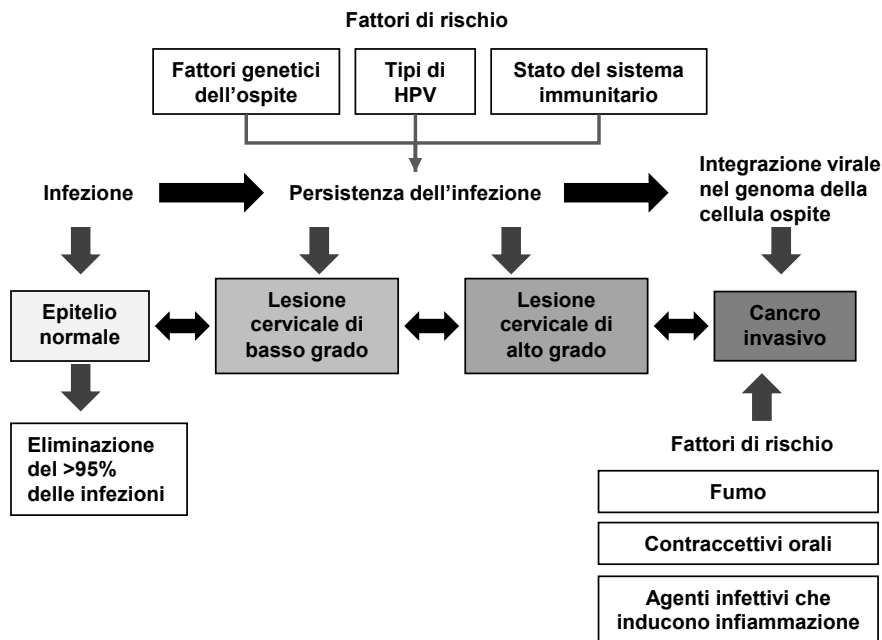 Fattori di rischio
Fattori genetici
dell'ospite
Tipi di
HPV
Stato del sistema
immunitario
Infezione
Persistenza dell'infezione
Integrazione virale
nel genoma della
cellula ospite
Epitelio
normale
Lesione
cervicale di
basso grado
Lesione
cervicale di
alto grado
Cancro
invasivo
Eliminazione
del >95%
delle infezioni
Fattori di rischio
Fumo
Contraccettivi orali
Agenti infettivi che
inducono infiammazione